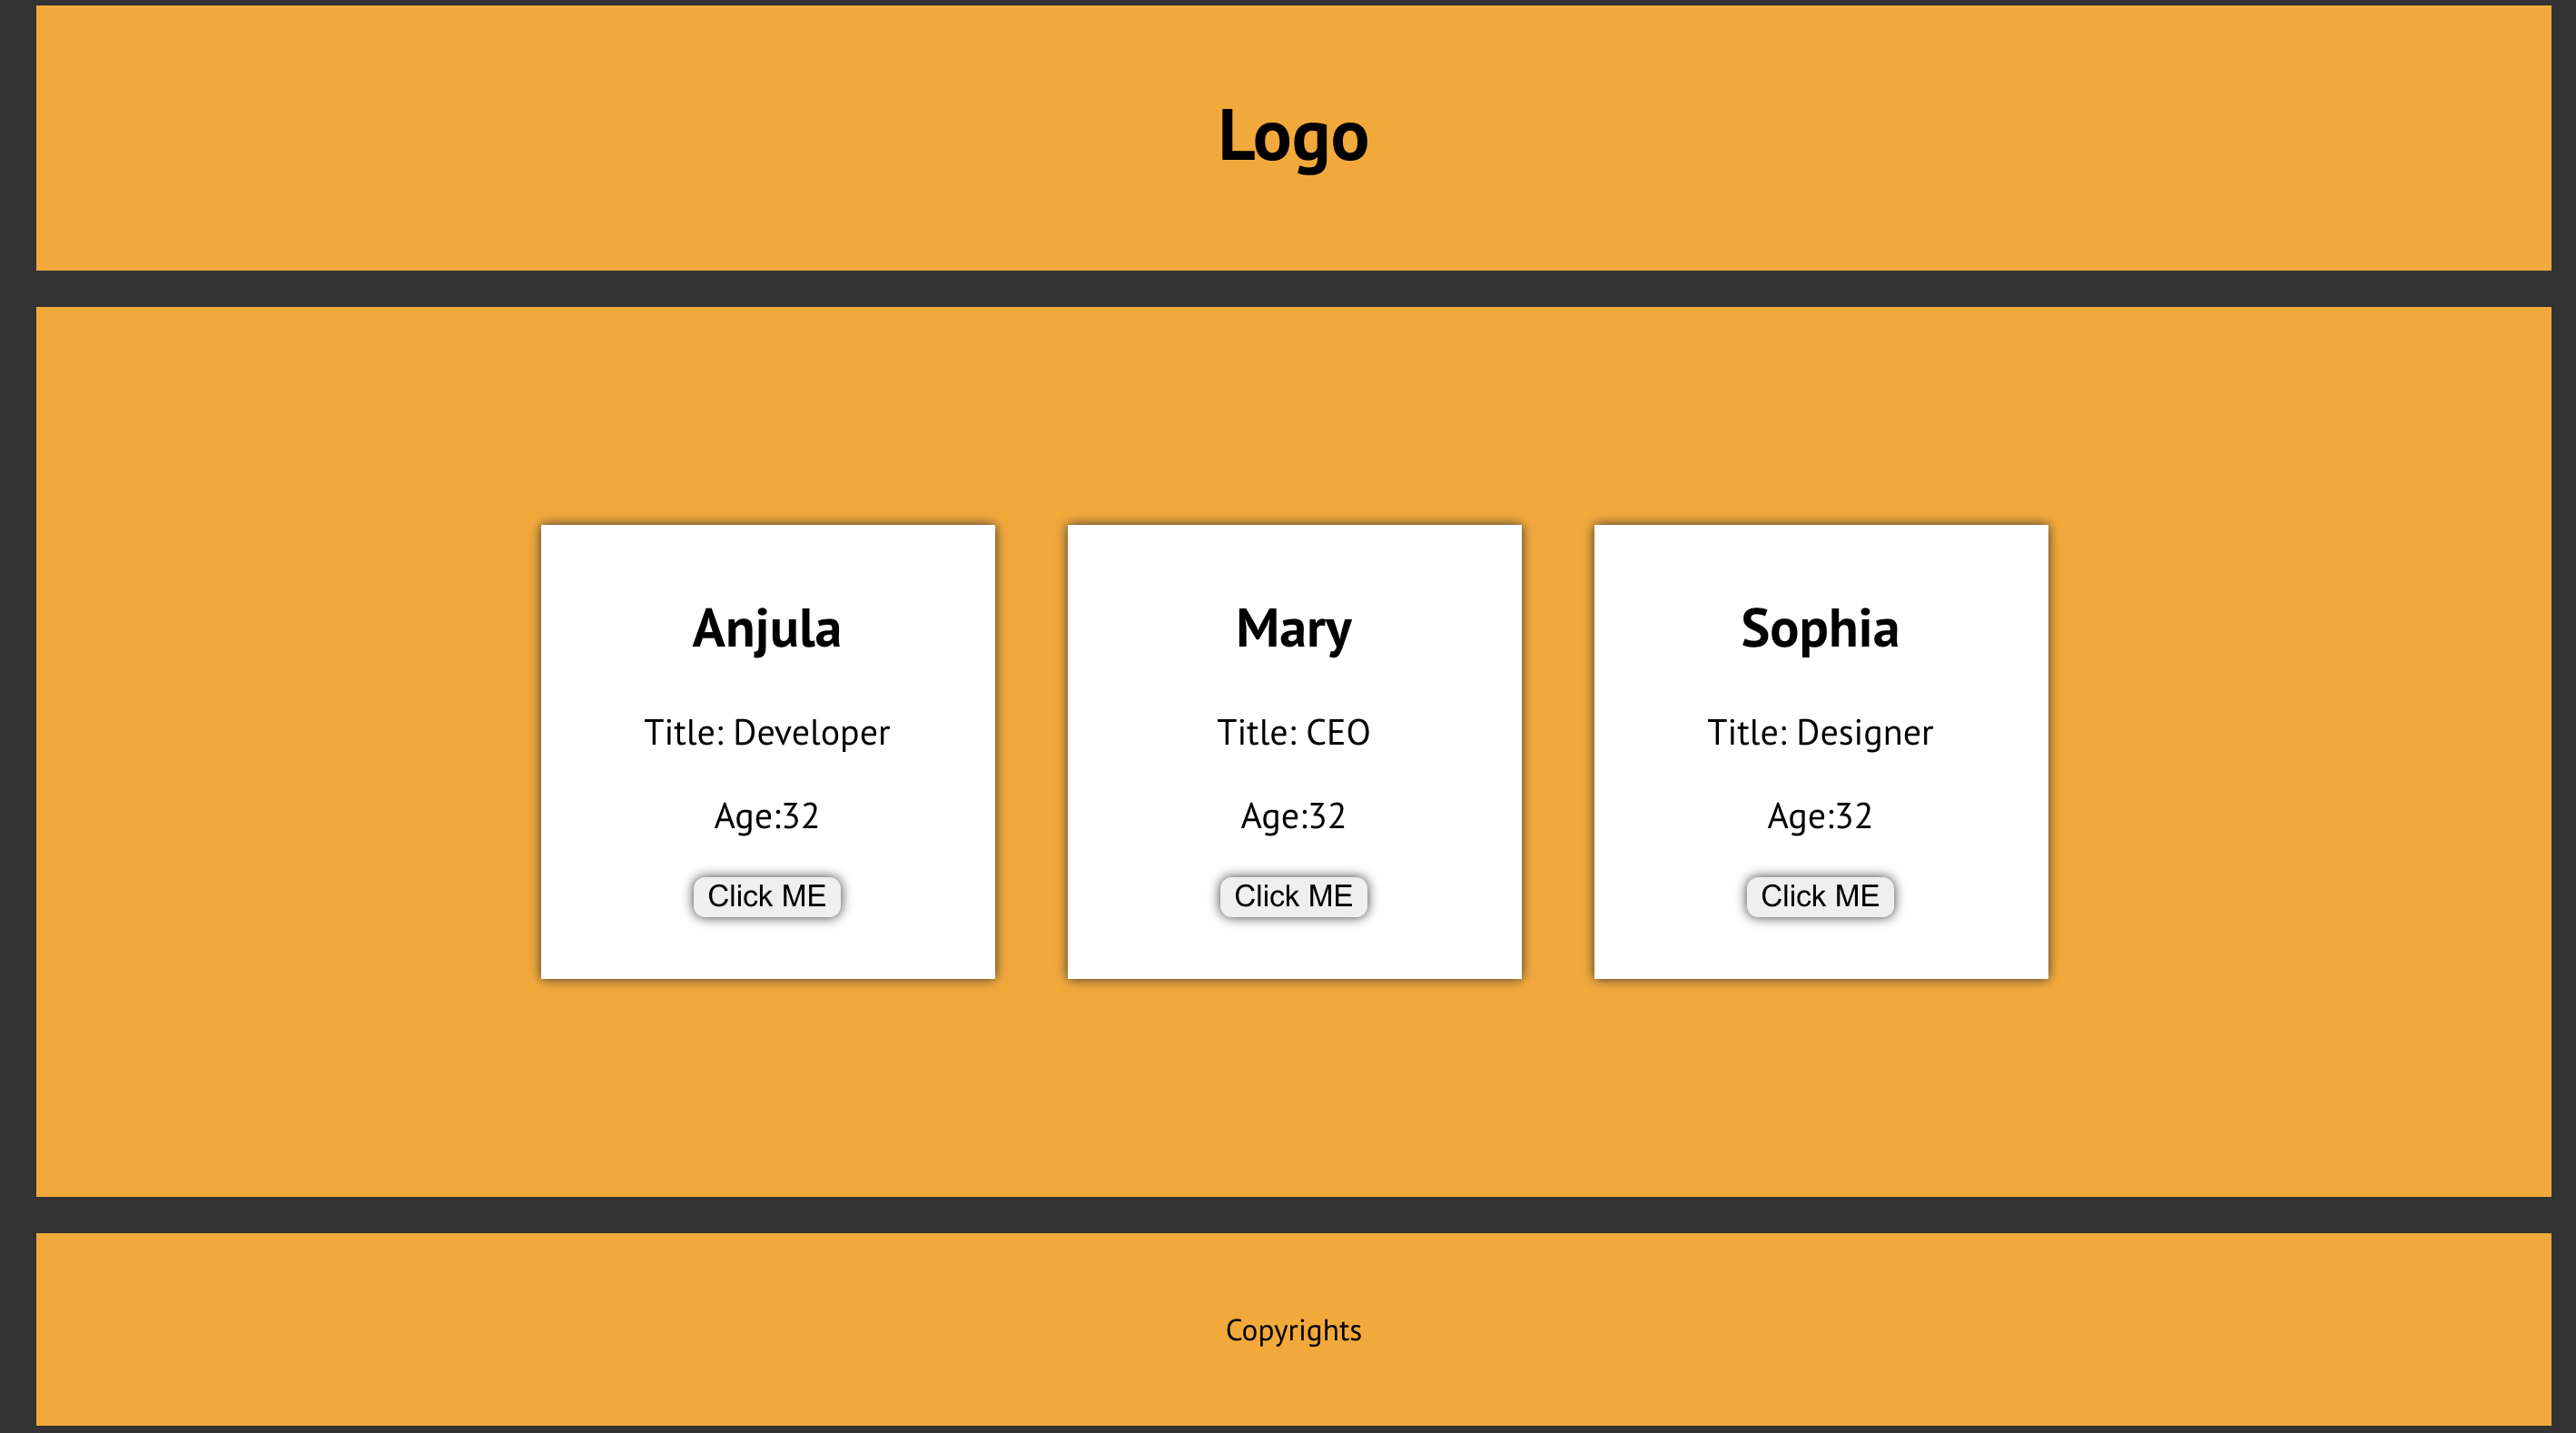 Logo
Anjula
Title: Developer
Age:32
Click ME
Mary
Title: CEO
Age:32
Click ME
Sophia
Title: Designer
Age:32
Click ME
Copyrights